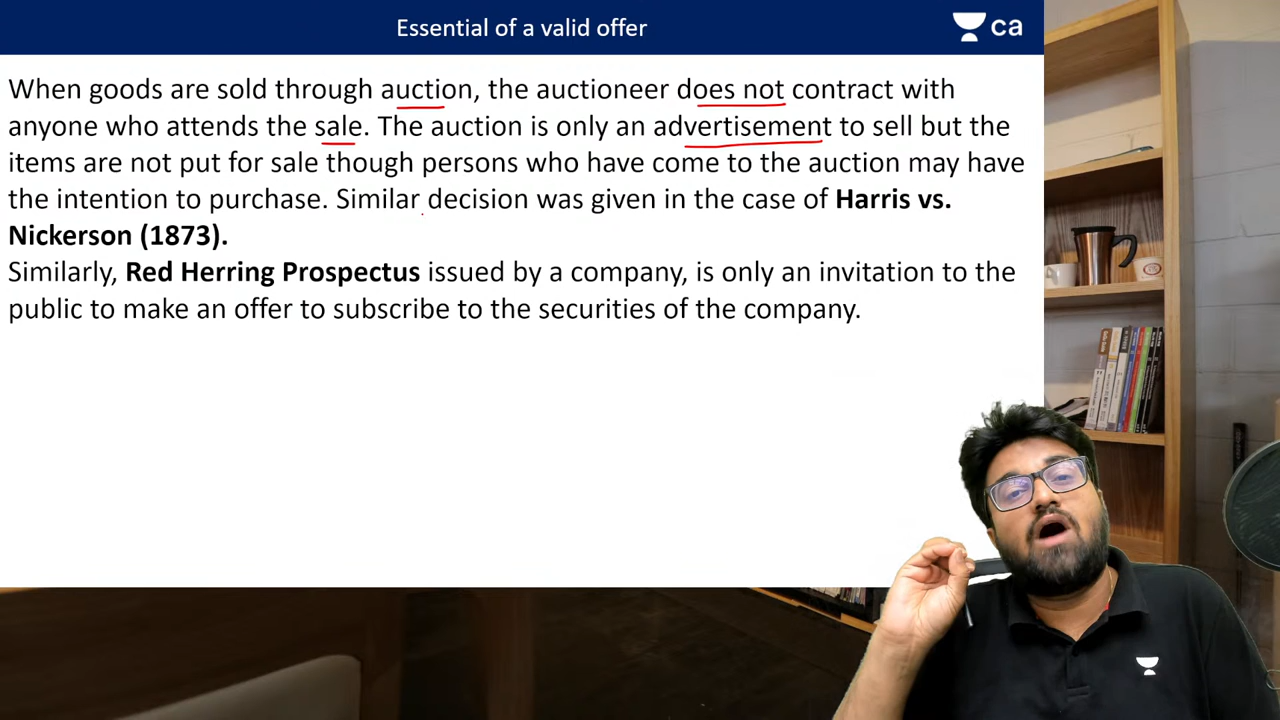 Essential of a valid offer
ca
When goods are sold through auction, the auctioneer does not contract with
anyone who attends the sale. The auction is only an advertisement to sell but the
items are not put for sale though persons who have come to the auction may have
the intention to purchase. Similar decision was given in the case of Harris vs.
Nickerson (1873).
Similarly, Red Herring Prospectus issued by a company, is only an invitation to the
public to make an offer to subscribe to the securities of the company.